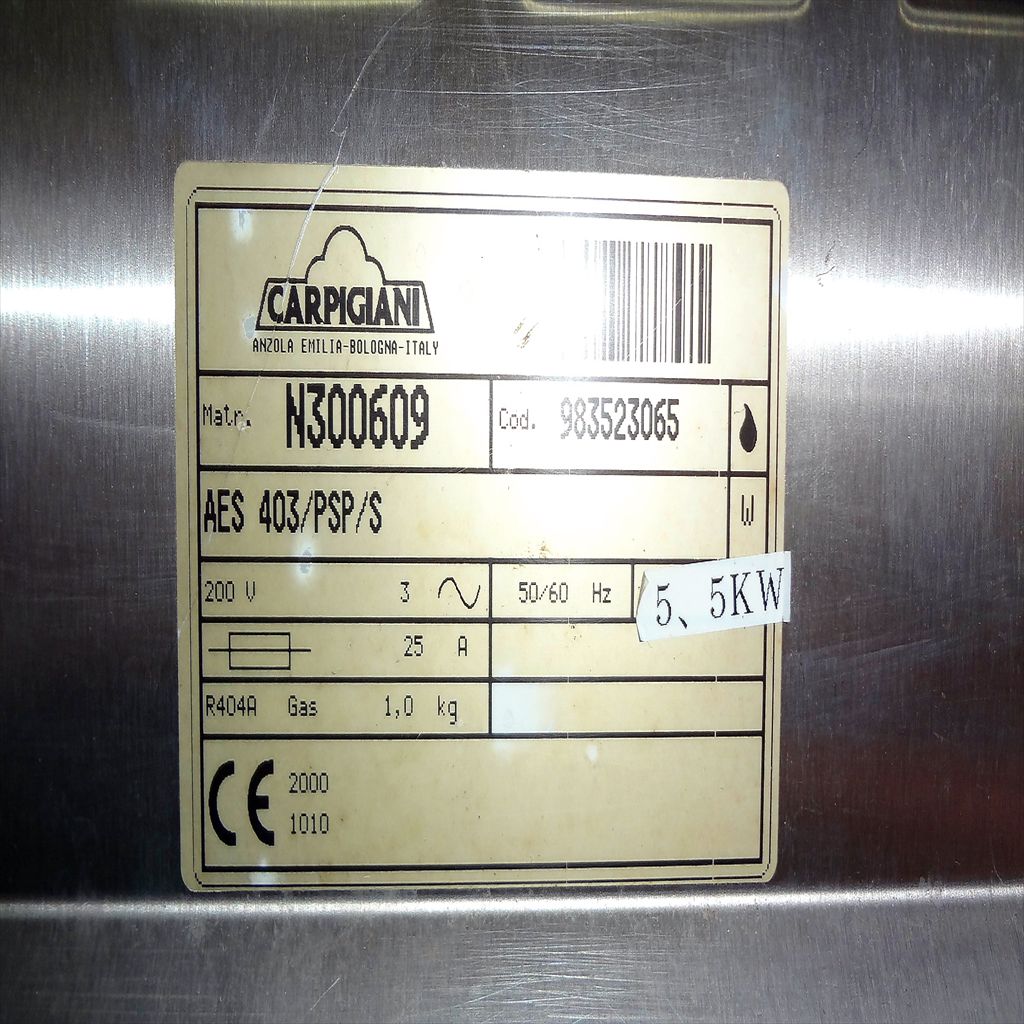 CARPIGIANI
ANZOLA EMILIA-BOLOGNA-ITALY
Matr. N300609 Cod. 983523065
AES 403/PSP/S W
200 V 3 50/60 Hz 5、5KW
25 A
R404A Gas 1,0 kg
CE 2000
1010